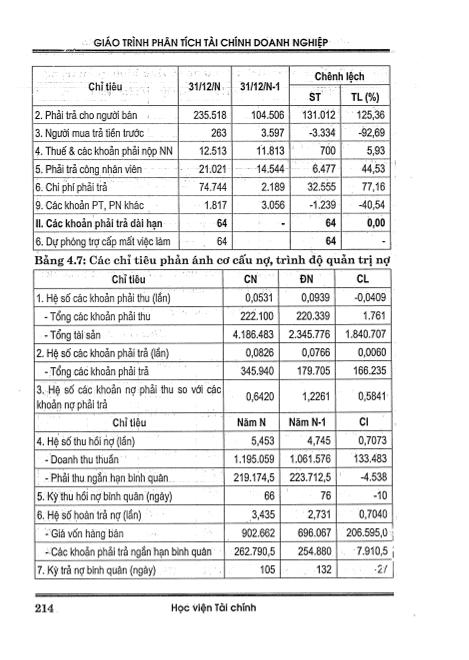 GIÁO TRÌNH PHÂN TÍCH TÀI CHÍNH DOANH NGHIỆP
Chỉ tiêu 31/12/N 31/12/N-1 Chênh lệch
ST TL (%)
2. Phải trả cho người bán 235.518 104.506 131.012 125,36
3. Người mua trả tiền trước 263 3.597 -3.334 -92,69
4. Thuế & các khoản phải nộp NN 12.513 11.813 700 5,93
5. Phải trả công nhân viên 21.021 14.544 6.477 44,53
6. Chi phí phải trả 74.744 2.189 32.555 77,16
9. Các khoản PT, PN khác 1.817 3.056 -1.239 -40,54
II. Các khoản phải trả dài hạn 64 - 64 0,00
6. Dự phòng trợ cấp mất việc làm 64 64 -
Bảng 4.7: Các chỉ tiêu phản ánh cơ cấu nợ, trình độ quản trị nợ
Chỉ tiêu CN ĐN CL
1. Hệ số các khoản phải thu (lần) 0,0531 0,0939 -0,0409
- Tổng các khoản phải thu 222.100 220.339 1.761
- Tổng tài sản 4.186.483 2.345.776 1.840.707
2. Hệ số các khoản phải trả (lần) 0,0826 0,0766 0,0060
- Tổng các khoản phải trả 345.940 179.705 166.235
3. Hệ số các khoản nợ phải thu so với các
khoản nợ phải trả 0,6420 1,2261 0,5841
Chỉ tiêu Năm N Năm N-1 Cl
4. Hệ số thu hồi nợ (lần) 5,453 4,745 0,7073
- Doanh thu thuần 1.195.059 1.061.576 133.483
- Phải thu ngắn hạn bình quân 219.174,5 223.712,5 -4.538
5. Kỳ thu hồi nợ bình quân (ngày) 66 76 -10
6. Hệ số hoàn trả nợ (lần) 3,435 2,731 0,7040
- Giá vốn hàng bán 902.662 696.067 206.595,0
- Các khoản phải trả ngắn hạn bình quân 262.790,5 254.880 7.910,5
7. Kỳ trả nợ bình quân (ngày) 105 132
214 Học viện Tài chính